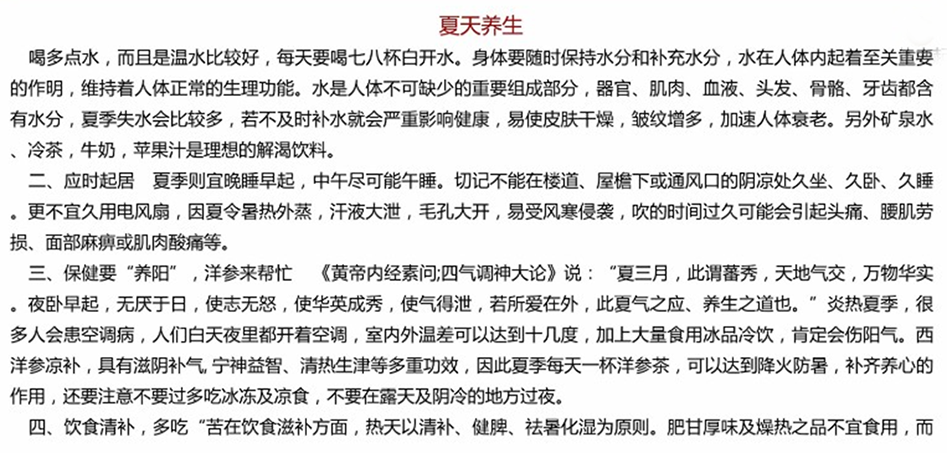 夏天养生
喝多点水，而且是温水比较好，每天要喝七八杯白开水。身体要随时保持水分和补充水分，水在人体内起着至关重要
的作明，维持着人体正常的生理功能。水是人体不可缺少的重要组成部分，器官、肌肉、血液、头发、骨骼、牙齿都含
有水分，夏季失水会比较多，若不及时补水就会严重影响健康，易使皮肤干燥，皱纹增多，加速人体衰老。另外矿泉水
、冷茶，牛奶，苹果汁是理想的解渴饮料。
二、应时起居　夏季则宜晚睡早起，中午尽可能午睡。切记不能在楼道、屋檐下或通风口的阴凉处久坐、久卧、久睡
。更不宜久用电风扇，因夏令暑热外蒸，汗液大泄，毛孔大开，易受风寒侵袭，吹的时间过久可能会引起头痛、腰肌劳
损、面部麻痹或肌肉酸痛等。
三、保健要“养阳”，洋参来帮忙　《黄帝内经素问;四气调神大论》说：“夏三月，此谓蕃秀，天地气交，万物华实
。夜卧早起，无厌于日，使志无怒，使华英成秀，使气得泄，若所爱在外，此夏气之应、养生之道也。”炎热夏季，很
多人会患空调病，人们白天夜里都开着空调，室内外温差可以达到十几度，加上大量食用冰品冷饮，肯定会伤阳气。西
洋参凉补，具有滋阴补气, 宁神益智、清热生津等多重功效，因此夏季每天一杯洋参茶，可以达到降火防暑，补齐养心的
作用，还要注意不要过多吃冰冻及凉食，不要在露天及阴冷的地方过夜。
四、饮食清补，多吃“苦在饮食滋补方面，热天以清补、健脾、祛暑化湿为原则。肥甘厚味及燥热之品不宜食用，而